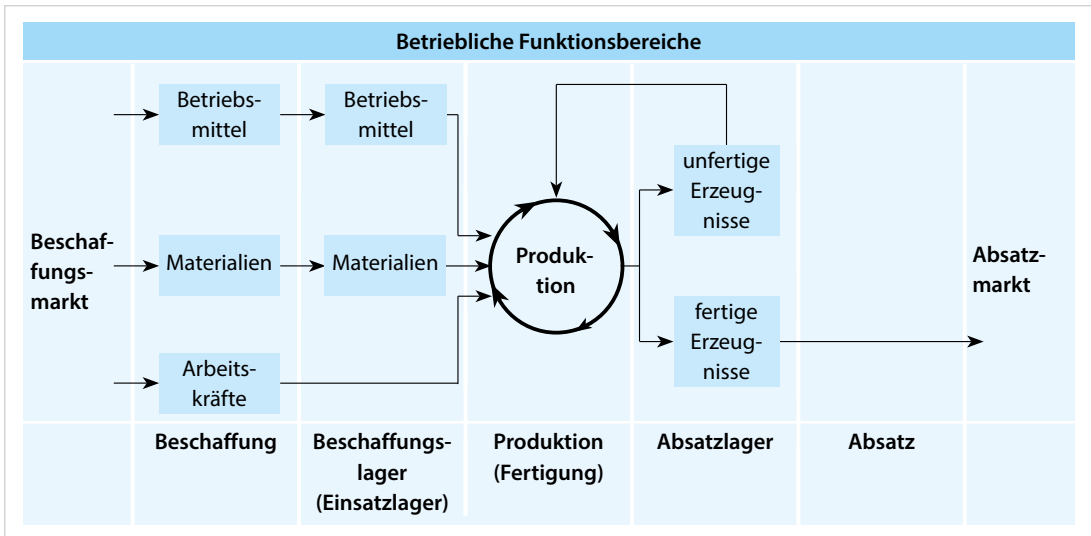 Betriebliche Funktionsbereiche
Beschaf-
fungs-
markt
Betriebs-
mittel
Materialien
Arbeits-
kräfte
Betriebs-
mittel
Materialien
Produk-
tion
unfertige
Erzeug-
nisse
fertige
Erzeug-
nisse
Absatz-
markt
Beschaffung
Beschaffungs-
lager
(Einsatzlager)
Produktion
(Fertigung)
Absatzlager
Absatz